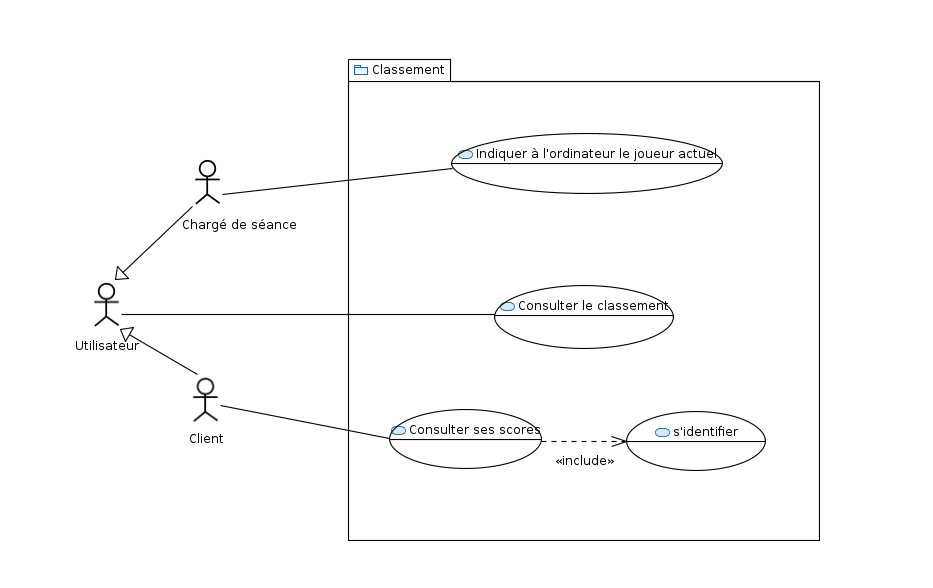 Classement
Indiquer à l'ordinateur le joueur actuel
Chargé de séance
Consulter le classement
Utilisateur
Consulter ses scores
s'identifier
Client
«include»